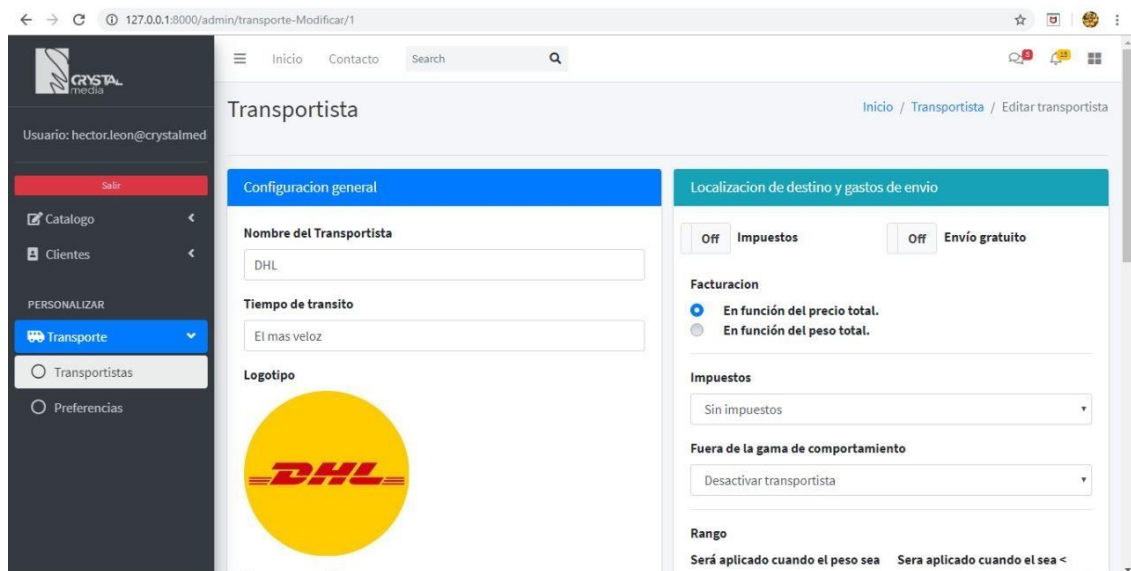 127.0.0.1:8000/admin/transporte-Modificar/1
CRYSTAL
media
Usuario: hector.leon@crystalmed
Salir
Catalogo
Clientes
PERSONALIZAR
Transporte
Transportistas
Preferencias
Inicio Contacto Search
3 15
Transportista
Inicio / Transportista / Editar transportista
Configuracion general
Nombre del Transportista
DHL
Tiempo de transito
El mas veloz
Logotipo
DHL
Localizacion de destino y gastos de envio
Off Impuestos Off Envío gratuito
Facturacion
En función del precio total.
En función del peso total.
Impuestos
Sin impuestos
Fuera de la gama de comportamiento
Desactivar transportista
Rango
Será aplicado cuando el peso sea Sera aplicado cuando el sea <